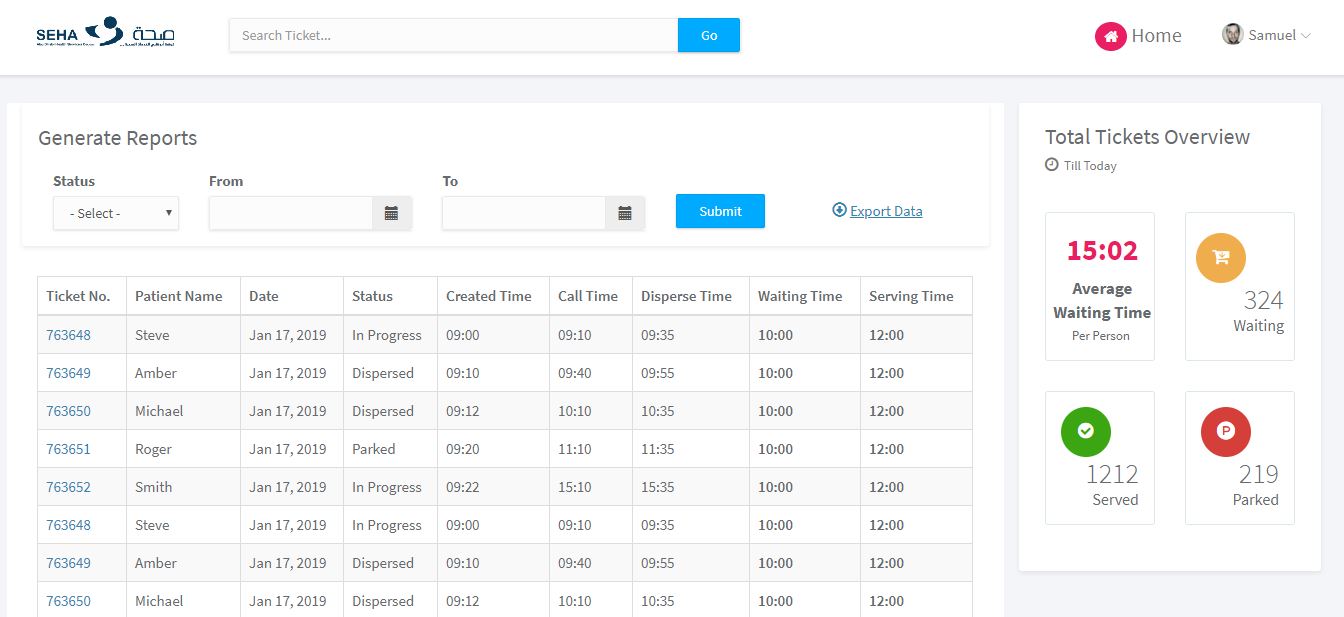 SEHA صحة
Search Ticket...
Go
Home
Samuel
Generate Reports
Status
From
To
- Select -
Submit
Export Data
Ticket No. Patient Name Date Status Created Time Call Time Disperse Time Waiting Time Serving Time
763648 Steve Jan 17, 2019 In Progress 09:00 09:10 09:35 10:00 12:00
763649 Amber Jan 17, 2019 Dispersed 09:10 09:40 09:55 10:00 12:00
763650 Michael Jan 17, 2019 Dispersed 09:12 10:10 10:35 10:00 12:00
763651 Roger Jan 17, 2019 Parked 09:20 11:10 11:35 10:00 12:00
763652 Smith Jan 17, 2019 In Progress 09:22 15:10 15:35 10:00 12:00
763648 Steve Jan 17, 2019 In Progress 09:00 09:10 09:35 10:00 12:00
763649 Amber Jan 17, 2019 Dispersed 09:10 09:40 09:55 10:00 12:00
763650 Michael Jan 17, 2019 Dispersed 09:12 10:10 10:35 10:00 12:00
Total Tickets Overview
Till Today
15:02
Average
Waiting Time
Per Person
324
Waiting
1212
Served
P
219
Parked